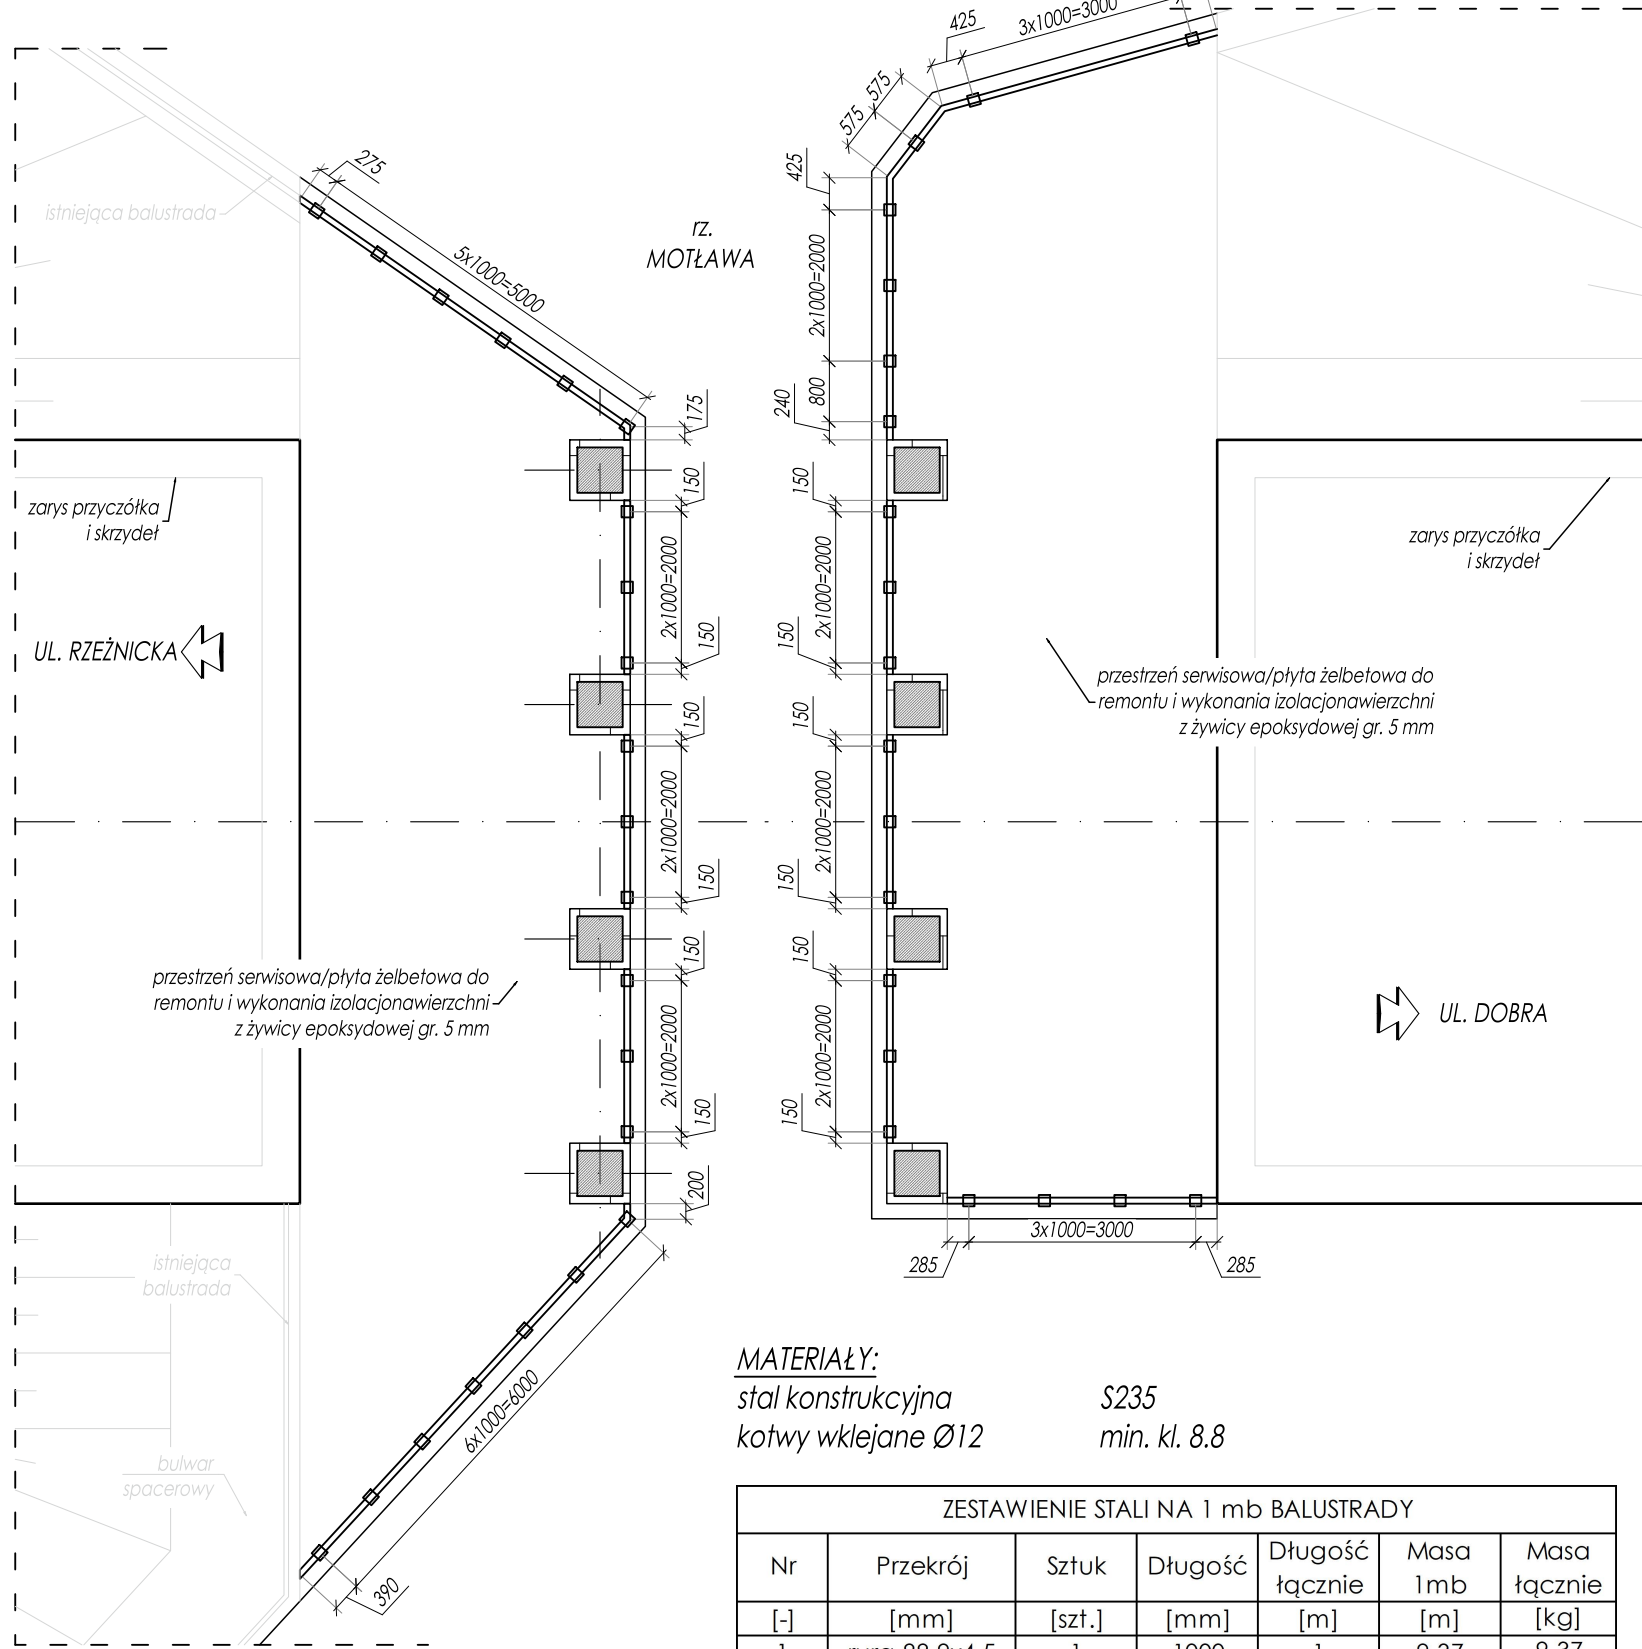 425
3x1000=3000
575
575
275
425
istniejąca balustrada
rz.
MOTŁAWA
5x1000=5000
2x1000=2000
175
240
800
150
150
zarys przyczółka
i skrzydeł
zarys przyczółka
i skrzydeł
2x1000=2000
2x1000=2000
UL. RZEŹNICKA
150
150
przestrzeń serwisowa/płyta żelbetowa do
remontu i wykonania izolacjonawierzchni
z żywicy epoksydowej gr. 5 mm
150
150
2x1000=2000
2x1000=2000
150
150
150
150
przestrzeń serwisowa/płyta żelbetowa do
remontu i wykonania izolacjonawierzchni
z żywicy epoksydowej gr. 5 mm
UL. DOBRA
2x1000=2000
2x1000=2000
150
150
200
3x1000=3000
285
285
istniejąca
balustrada
6x1000=6000
bulwar
spacerowy
390
MATERIAŁY:
stal konstrukcyjna S235
kotwy wklejane Ø12 min. kl. 8.8
ZESTAWIENIE STALI NA 1 mb BALUSTRADY
Nr Przekrój Sztuk Długość Długość łącznie Masa 1mb Masa łącznie
[-] [mm] [szt.] [mm] [m] [m] [kg]